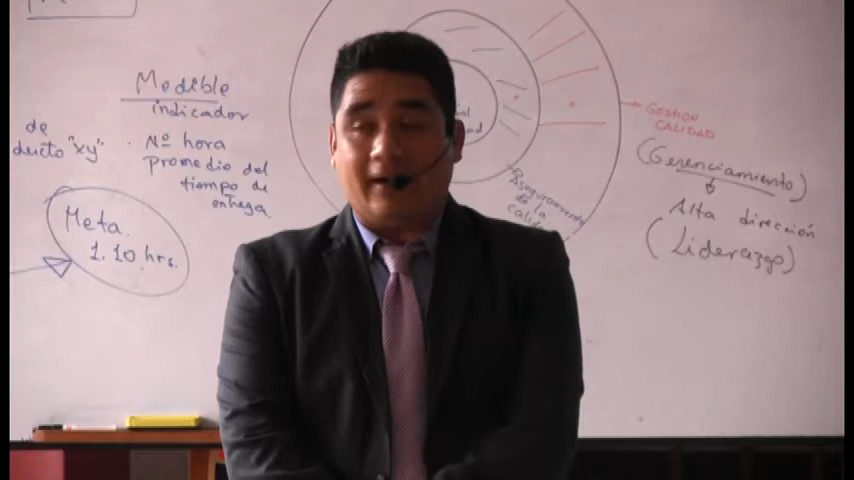 Medible
indicador
de
ducto "xy"
· Nº hora
promedio del
tiempo de
entrega
Meta.
1.10 hrs.
Aseguramiento
de la
calidad
GESTION
CALIDAD
(Gerenciamiento)
Alta dirección
(Liderazgo)